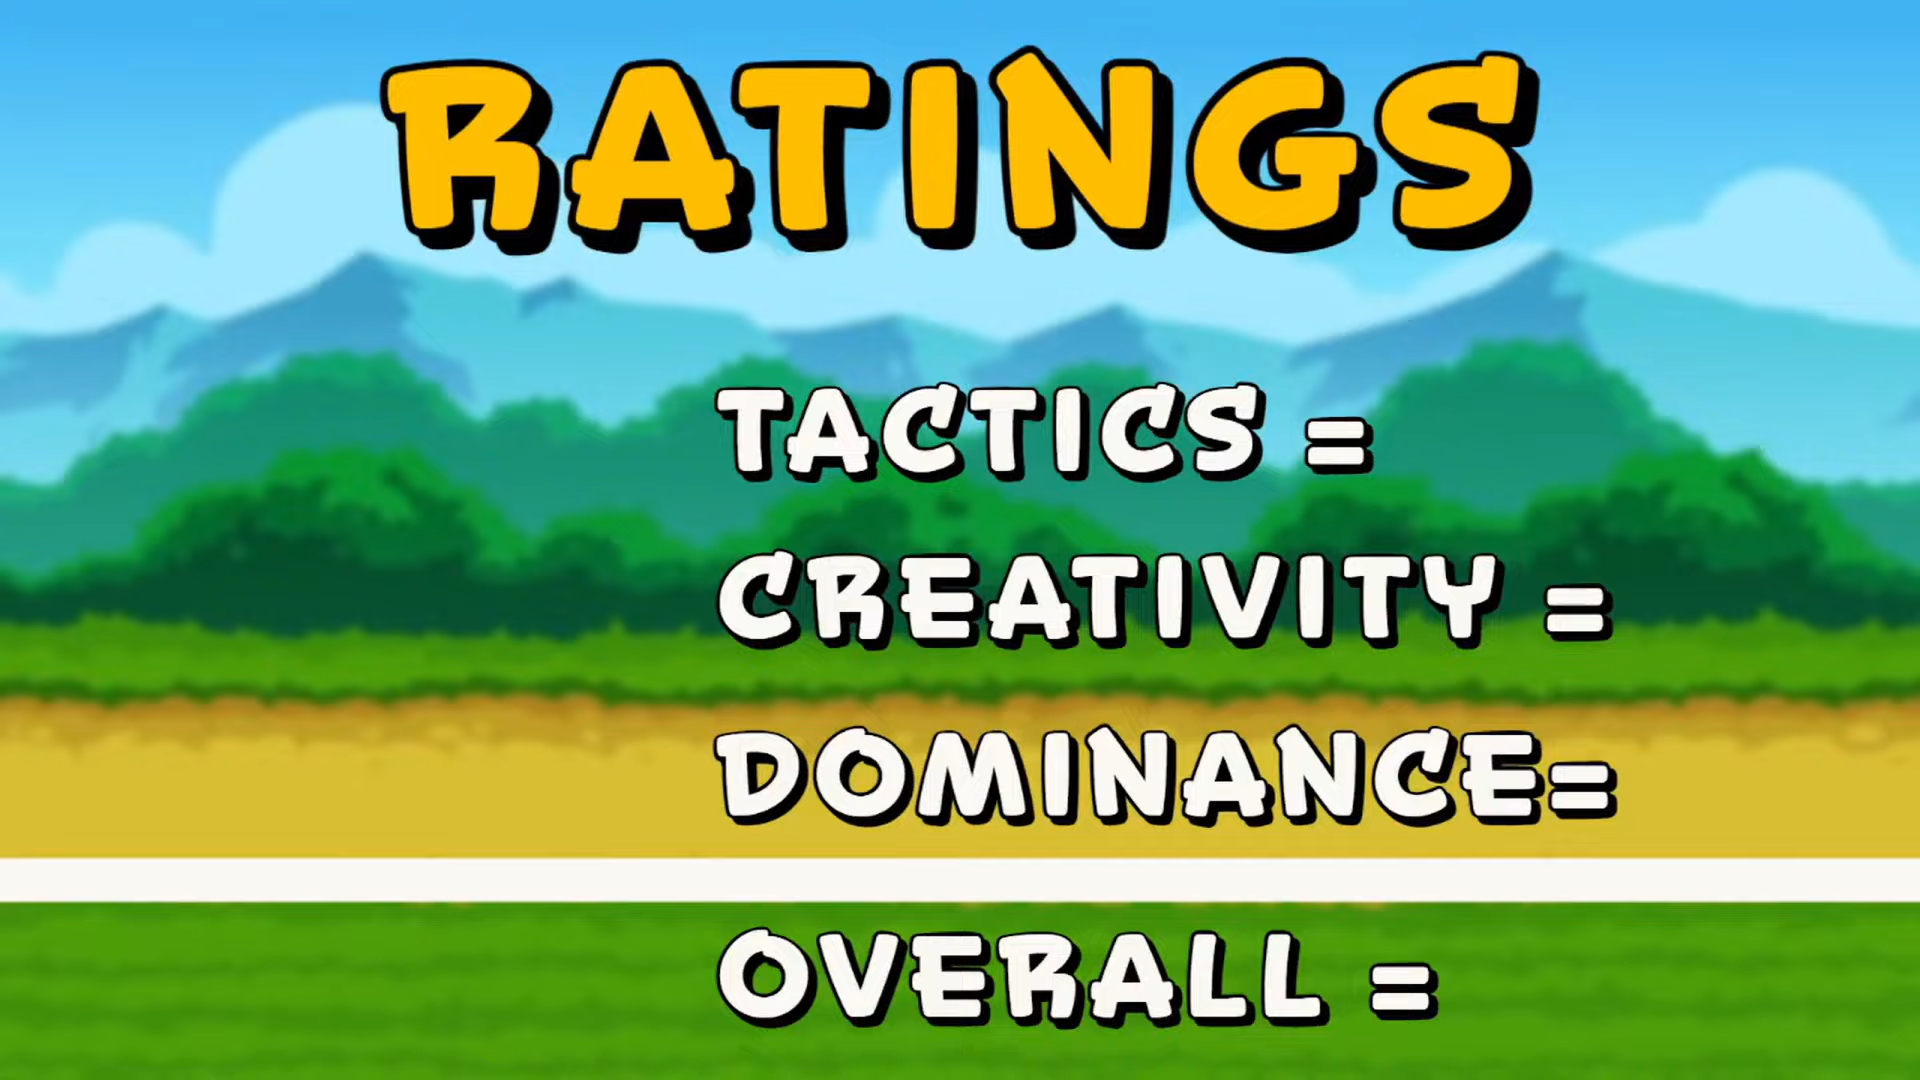 RATINGS
TACTICS =
CREATIVITY =
DOMINANCE=
OVERALL =